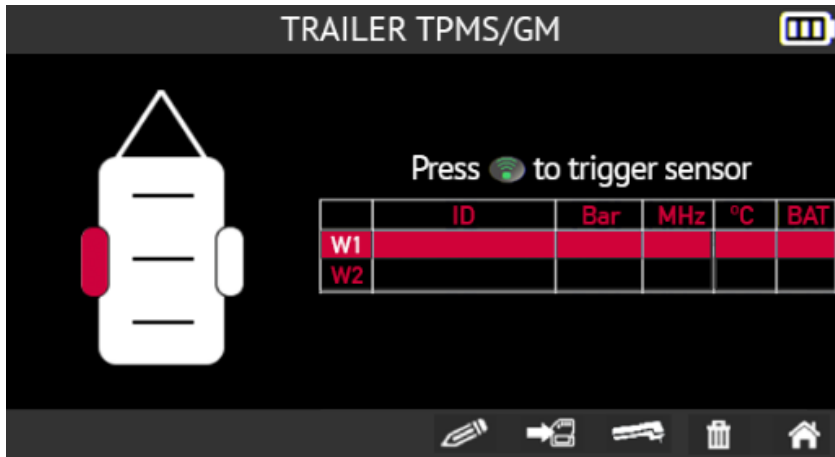 TRAILER TPMS/GM
Press to trigger sensor
ID Bar MHz °C BAT
W1
W2